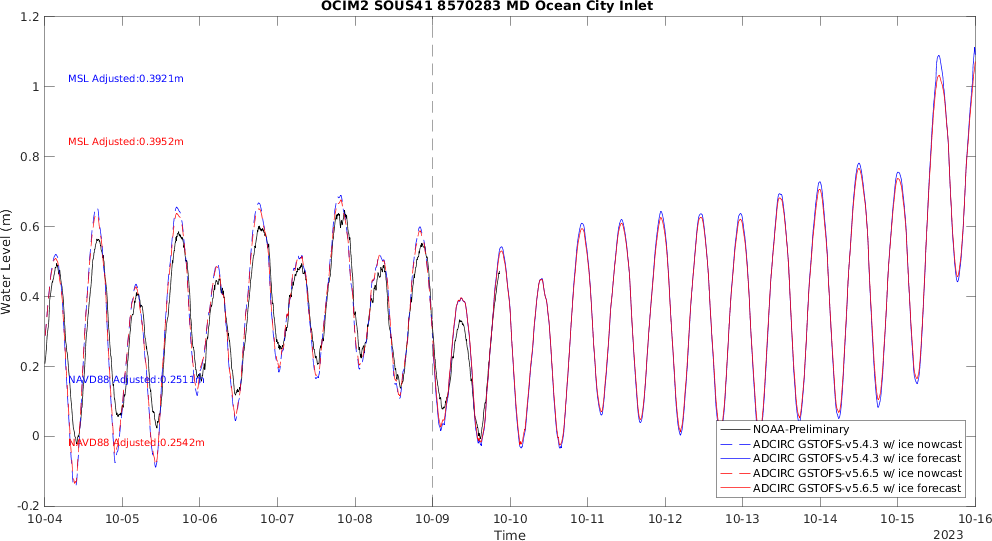 OCIM2 SOUS41 8570283 MD Ocean City Inlet
1.2
1
0.8
0.6
0.4
0.2
0
-0.2
Water Level (m)
MSL Adjusted:0.3921m
MSL Adjusted:0.3952m
NAVD88 Adjusted:0.2511m
NAVD88 Adjusted:0.2542m
NOAA-Preliminary
ADCIRC GSTOFS-v5.4.3 w/ ice nowcast
ADCIRC GSTOFS-v5.4.3 w/ ice forecast
ADCIRC GSTOFS-v5.6.5 w/ ice nowcast
ADCIRC GSTOFS-v5.6.5 w/ ice forecast
10-04 10-05 10-06 10-07 10-08 10-09 10-10 10-11 10-12 10-13 10-14 10-15 10-16
Time
2023